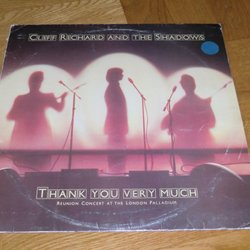 Cliff Richard and The Shadows
Thank you very much
Reunion Concert at the London Palladium